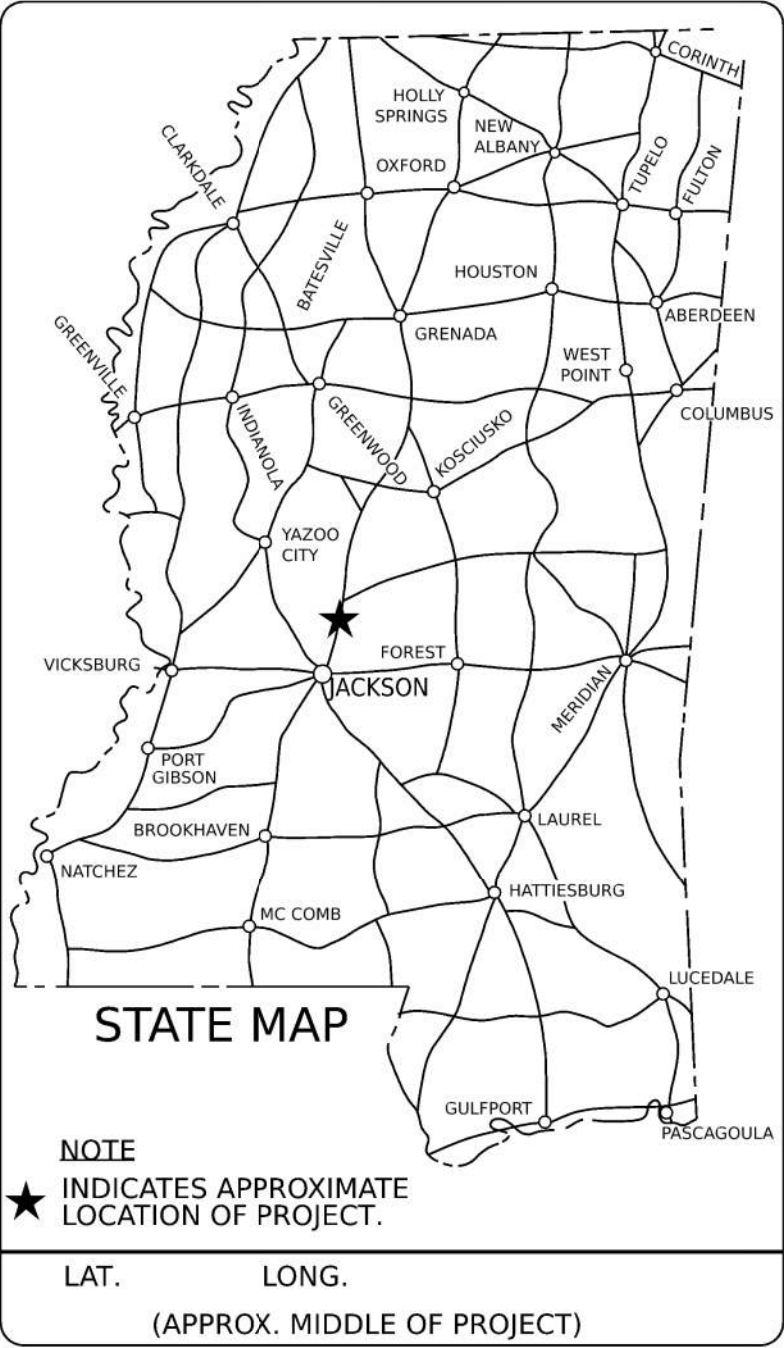 CORINTH
HOLLY
SPRINGS
NEW
ALBANY
CLARKDALE
OXFORD
TUPELO
FULTON
BATESVILLE
HOUSTON
ABERDEEN
GREENVILLE
GRENADA
WEST
POINT
COLUMBUS
INDIANOLA
GREENWOOD
KOSCIUSKO
YAZOO
CITY
VICKSBURG
FOREST
JACKSON
MERIDIAN
PORT
GIBSON
BROOKHAVEN
LAUREL
NATCHEZ
HATTIESBURG
MC COMB
LUCEDALE
STATE MAP
GULFPORT
PASCAGOULA
NOTE
INDICATES APPROXIMATE
LOCATION OF PROJECT.
LAT. LONG.
(APPROX. MIDDLE OF PROJECT)